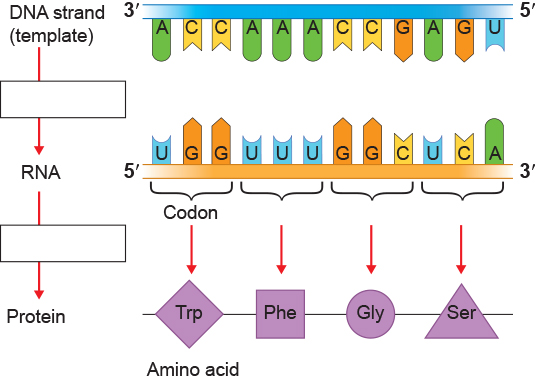 DNA strand
(template)
3′ 5′
A C C A A A C C G A G U
RNA
U G G U U U G G C U C A
5′ 3′
Codon
Protein
Trp Phe Gly Ser
Amino acid